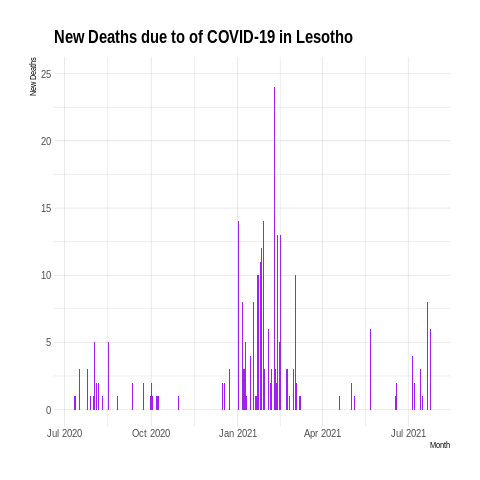 New Deaths due to of COVID-19 in Lesotho
New Deaths
25
20
15
10
5
0
Jul 2020 Oct 2020 Jan 2021 Apr 2021 Jul 2021
Month